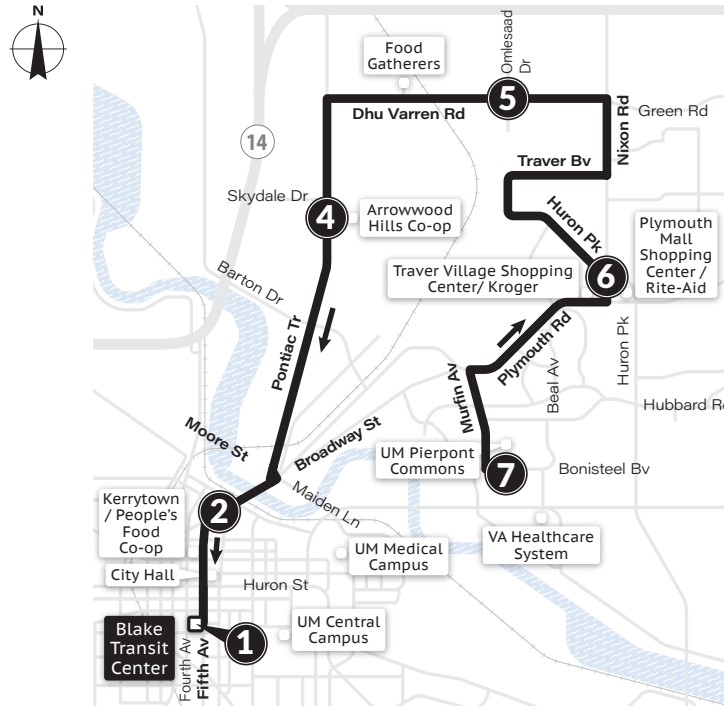 N
Food
Gatherers
Omlesaad
Dr
5
Dhu Varren Rd
Nixon Rd
Green Rd
14
Traver Bv
Skydale Dr
4
Arrowwood
Hills Co-op
Huron Pk
Plymouth
Mall
Shopping
Center /
Rite-Aid
Barton Dr
Traver Village Shopping
Center/ Kroger
6
Pontiac Tr
Plymouth Rd
Huron Pk
Murfin Av
Beal Av
Hubbard Rd
Moore St
Broadway St
UM Pierpont
Commons
7
Bonisteel Bv
Maiden Ln
Kerrytown
/ People's
Food
Co-op
2
VA Healthcare
System
UM Medical
Campus
City Hall
Huron St
Blake
Transit
Center
1
UM Central
Campus
Fourth Av
Fifth Av